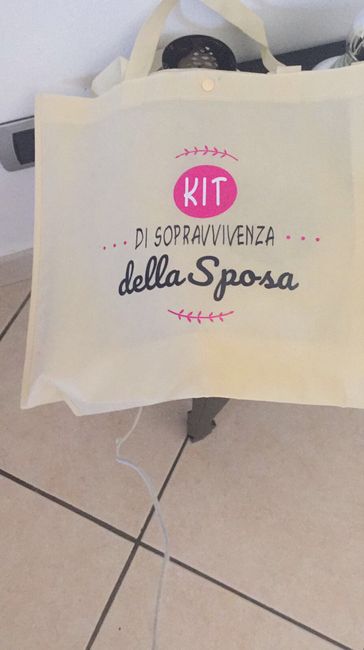 KIT
... DI SOPRAVVIVENZA ...
della Sposa